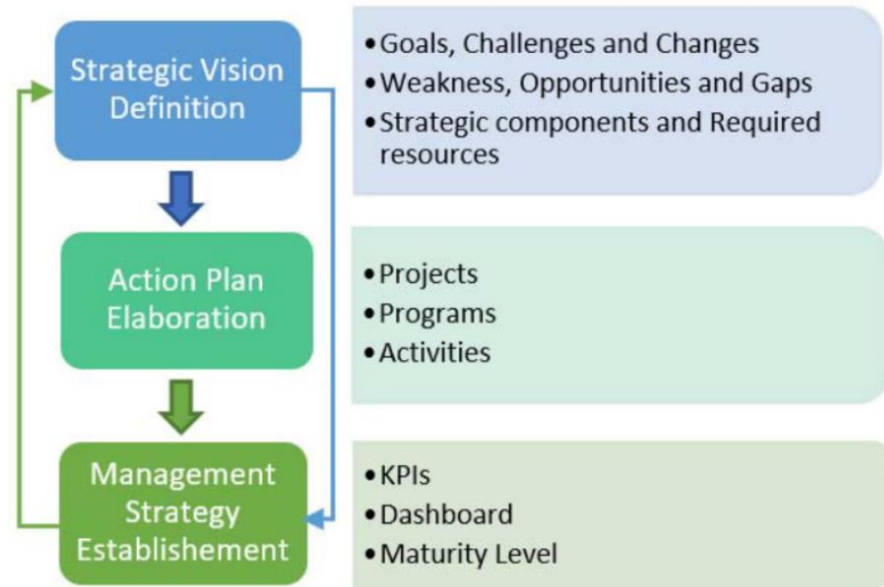 Strategic Vision
Definition
•Goals, Challenges and Changes
•Weakness, Opportunities and Gaps
•Strategic components and Required
resources
Action Plan
Elaboration
•Projects
•Programs
•Activities
Management
Strategy
Establishement
•KPIs
•Dashboard
•Maturity Level